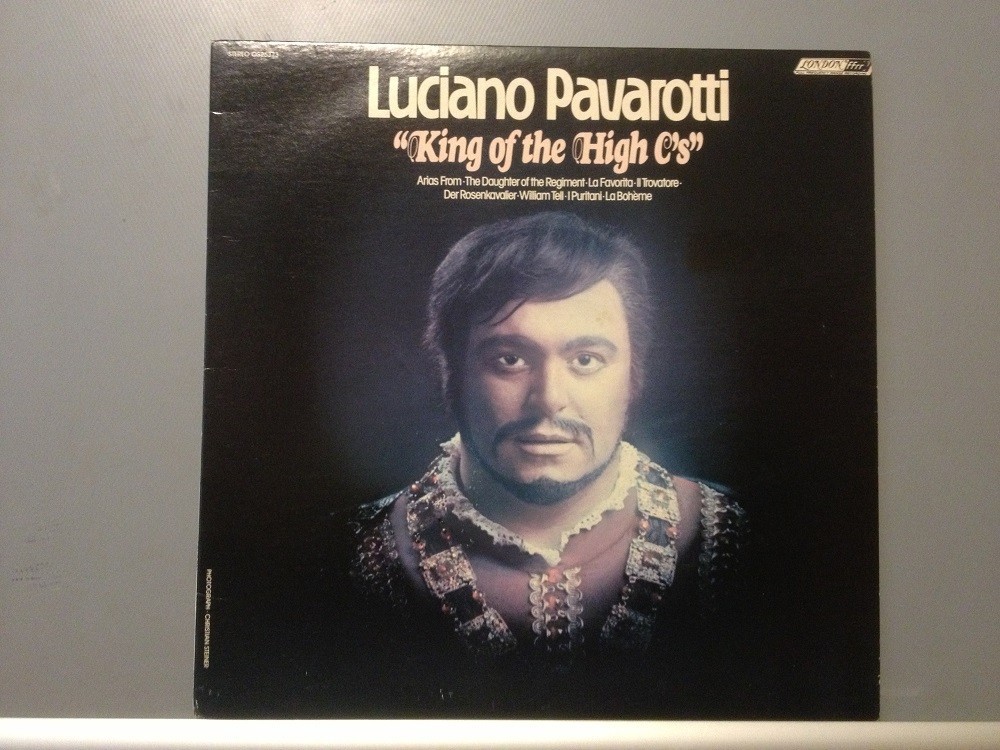 LONDON ffrr
Luciano Pavarotti
“King of the High C's”
Arias From·The Daughter of the Regiment·La Favorita·Il Trovatore·
Der Rosenkavalier·William Tell·I Puritani·La Bohème
PHOTOGRAPH: CHRISTIAN STEINER